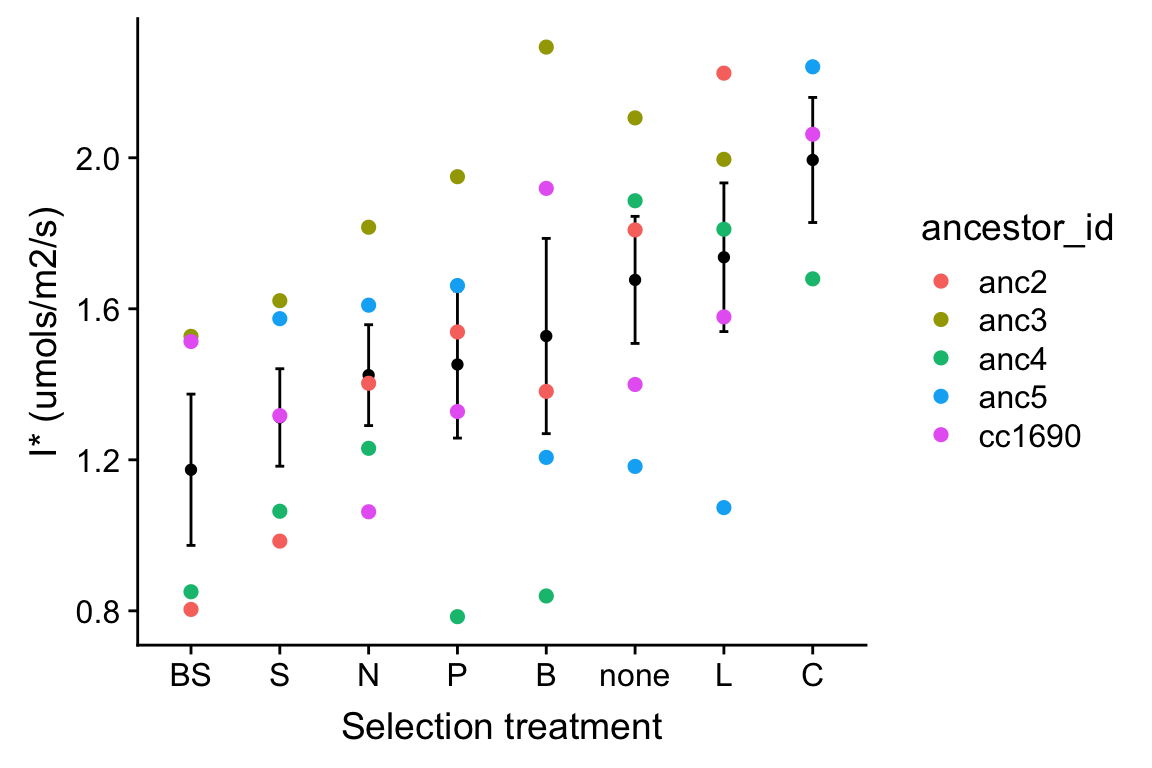 I* (umols/m2/s)
2.0
1.6
1.2
0.8
BS S N P B none L C
Selection treatment
ancestor_id
anc2
anc3
anc4
anc5
cc1690